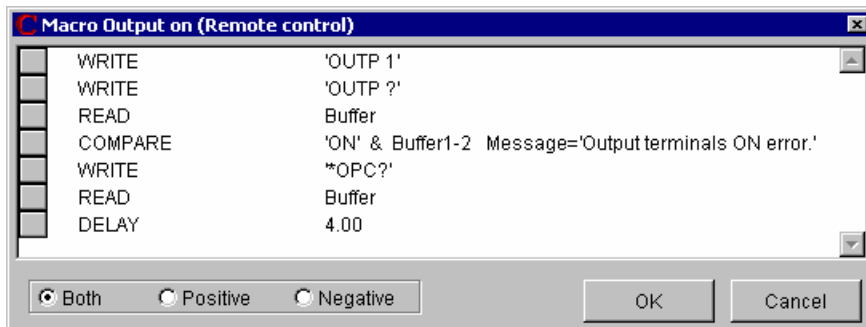 Macro Output on (Remote control)
WRITE 'OUTP 1'
WRITE 'OUTP ?'
READ Buffer
COMPARE 'ON' & Buffer1-2 Message='Output terminals ON error.'
WRITE '*OPC?'
READ Buffer
DELAY 4.00
Both Positive Negative OK Cancel